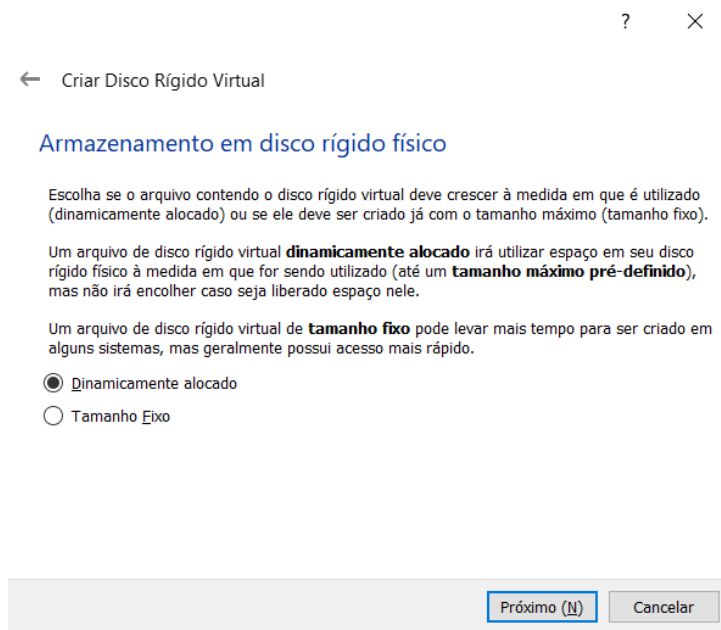 ?
← Criar Disco Rígido Virtual
Armazenamento em disco rígido físico
Escolha se o arquivo contendo o disco rígido virtual deve crescer à medida em que é utilizado
(dinamicamente alocado) ou se ele deve ser criado já com o tamanho máximo (tamanho fixo).
Um arquivo de disco rígido virtual dinamicamente alocado irá utilizar espaço em seu disco
rígido físico à medida em que for sendo utilizado (até um tamanho máximo pré-definido),
mas não irá encolher caso seja liberado espaço nele.
Um arquivo de disco rígido virtual de tamanho fixo pode levar mais tempo para ser criado em
alguns sistemas, mas geralmente possui acesso mais rápido.
Dinamicamente alocado
Tamanho Fixo
Próximo (N) Cancelar